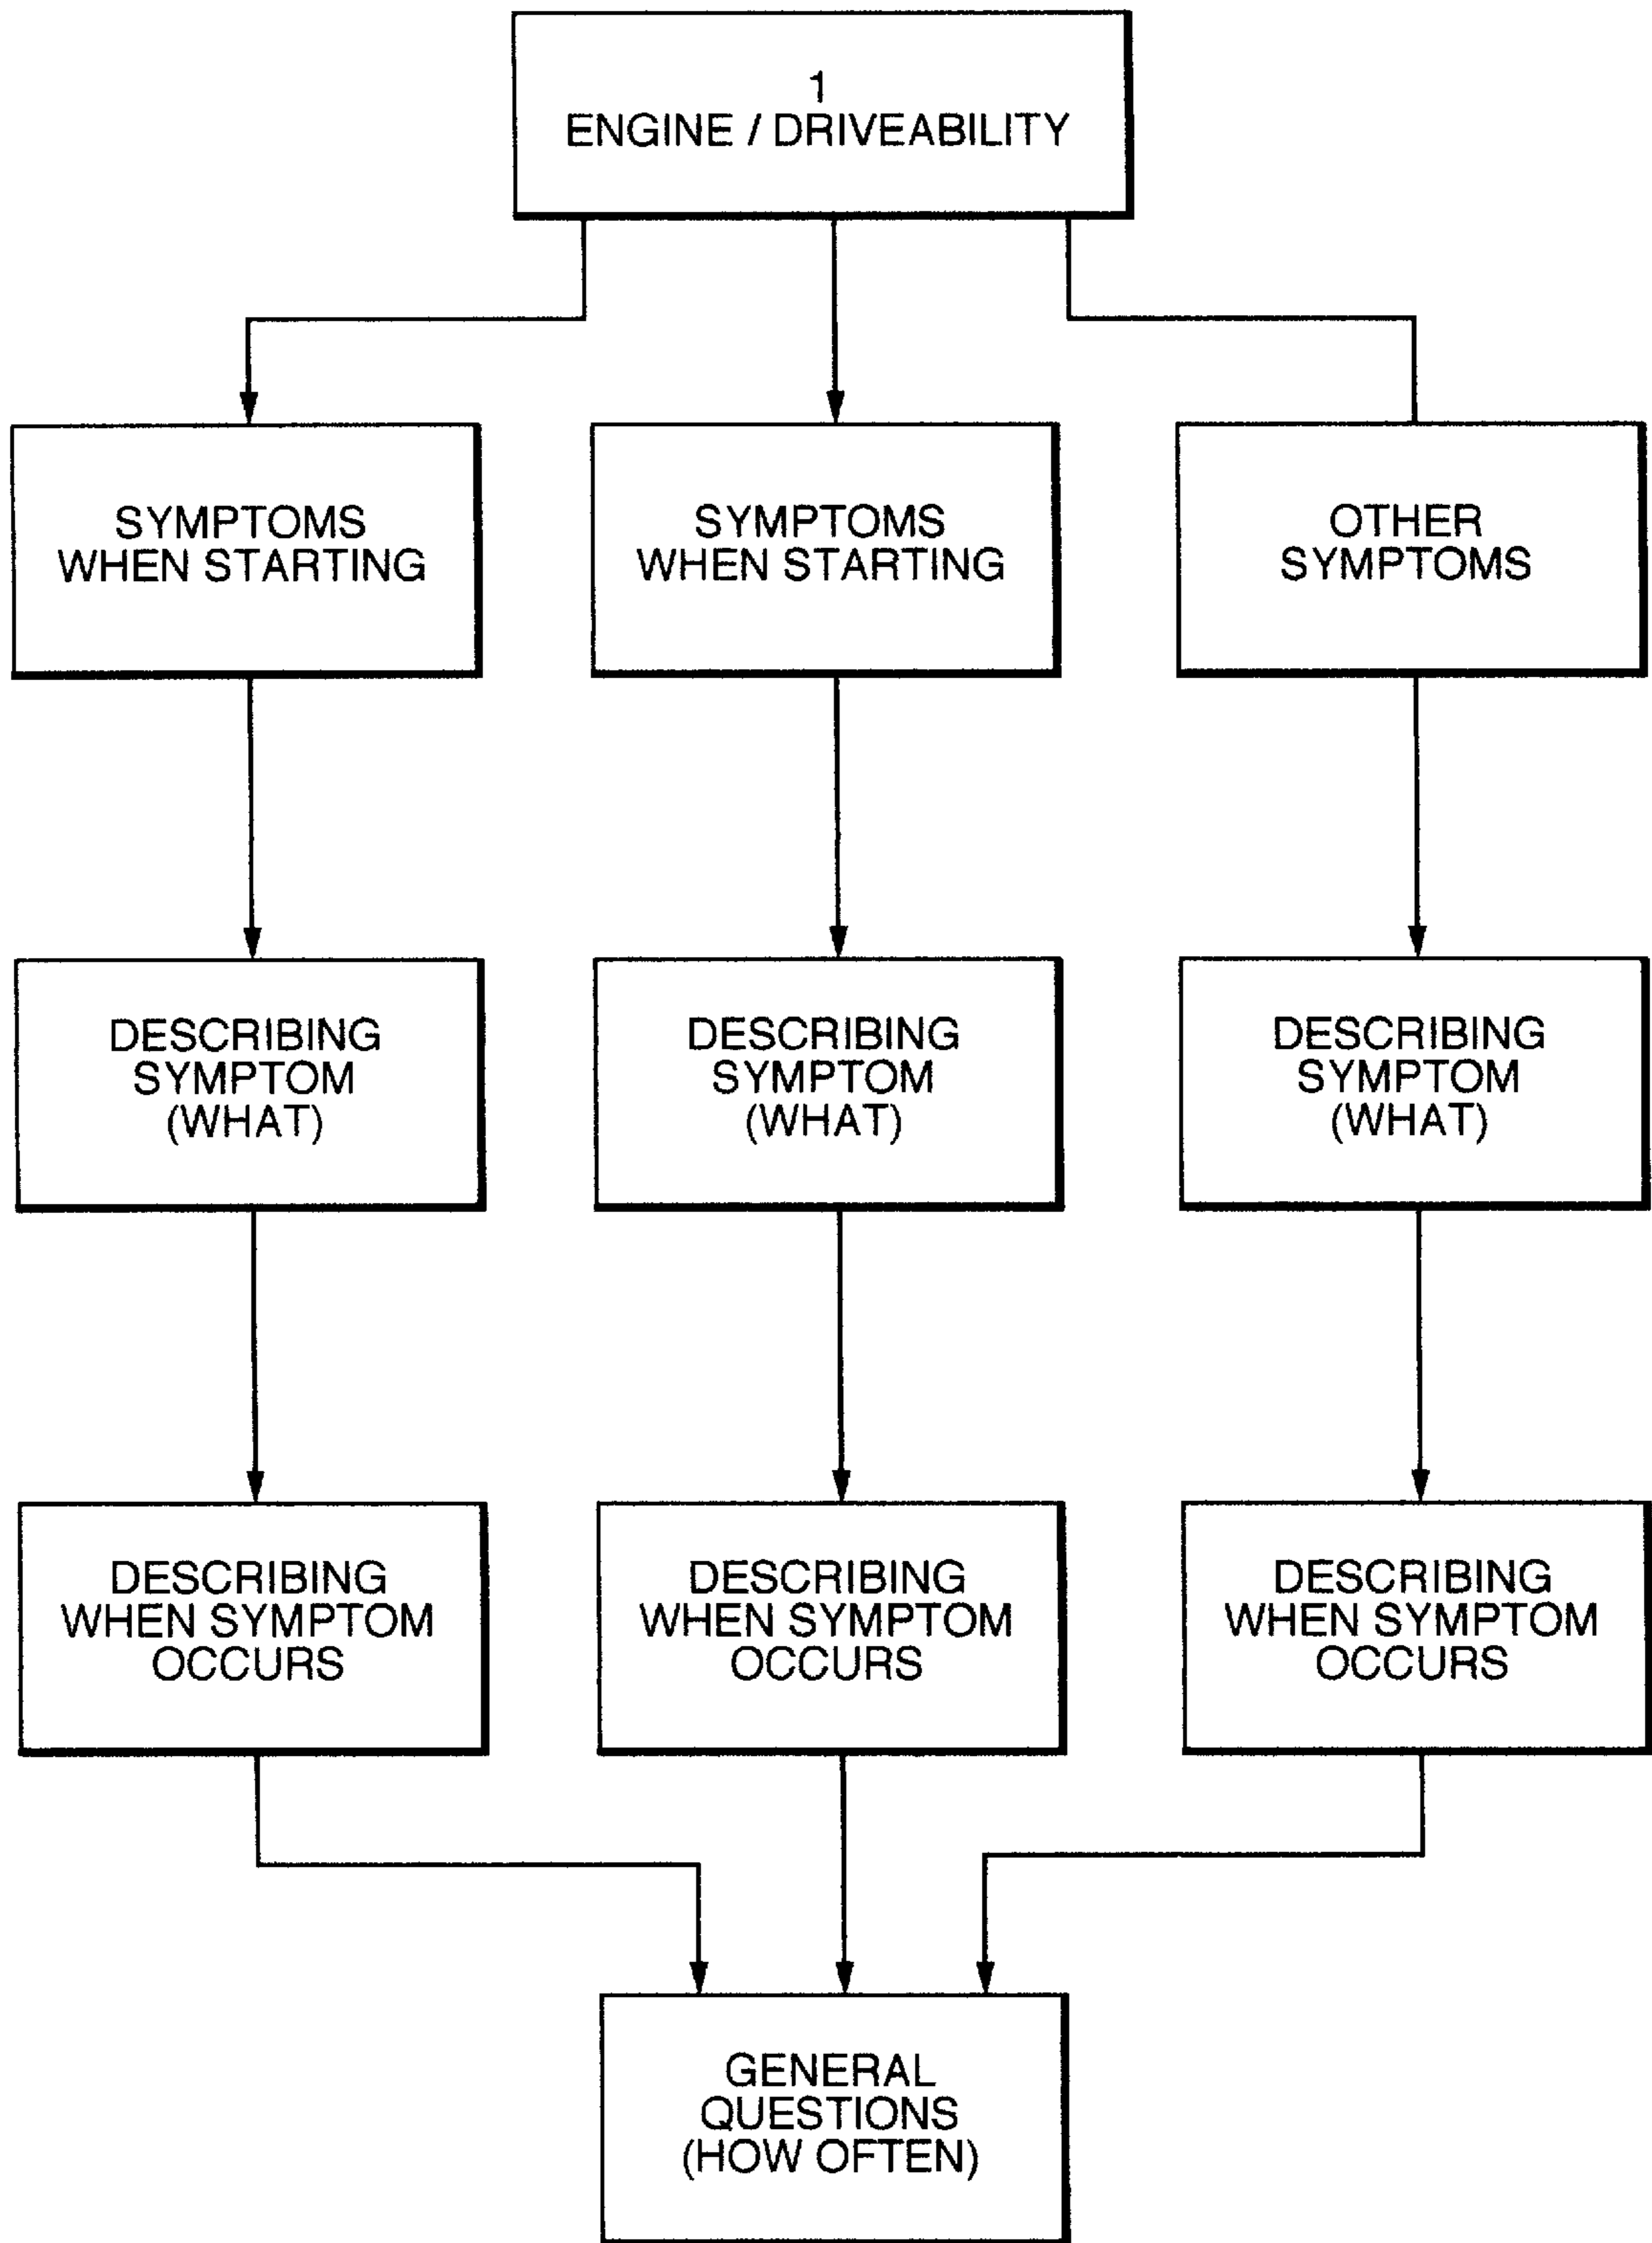 1
ENGINE / DRIVEABILITY
SYMPTOMS
WHEN STARTING
SYMPTOMS
WHEN STARTING
OTHER
SYMPTOMS
DESCRIBING
SYMPTOM
(WHAT)
DESCRIBING
SYMPTOM
(WHAT)
DESCRIBING
SYMPTOM
(WHAT)
DESCRIBING
WHEN SYMPTOM
OCCURS
DESCRIBING
WHEN SYMPTOM
OCCURS
DESCRIBING
WHEN SYMPTOM
OCCURS
GENERAL
QUESTIONS
(HOW OFTEN)